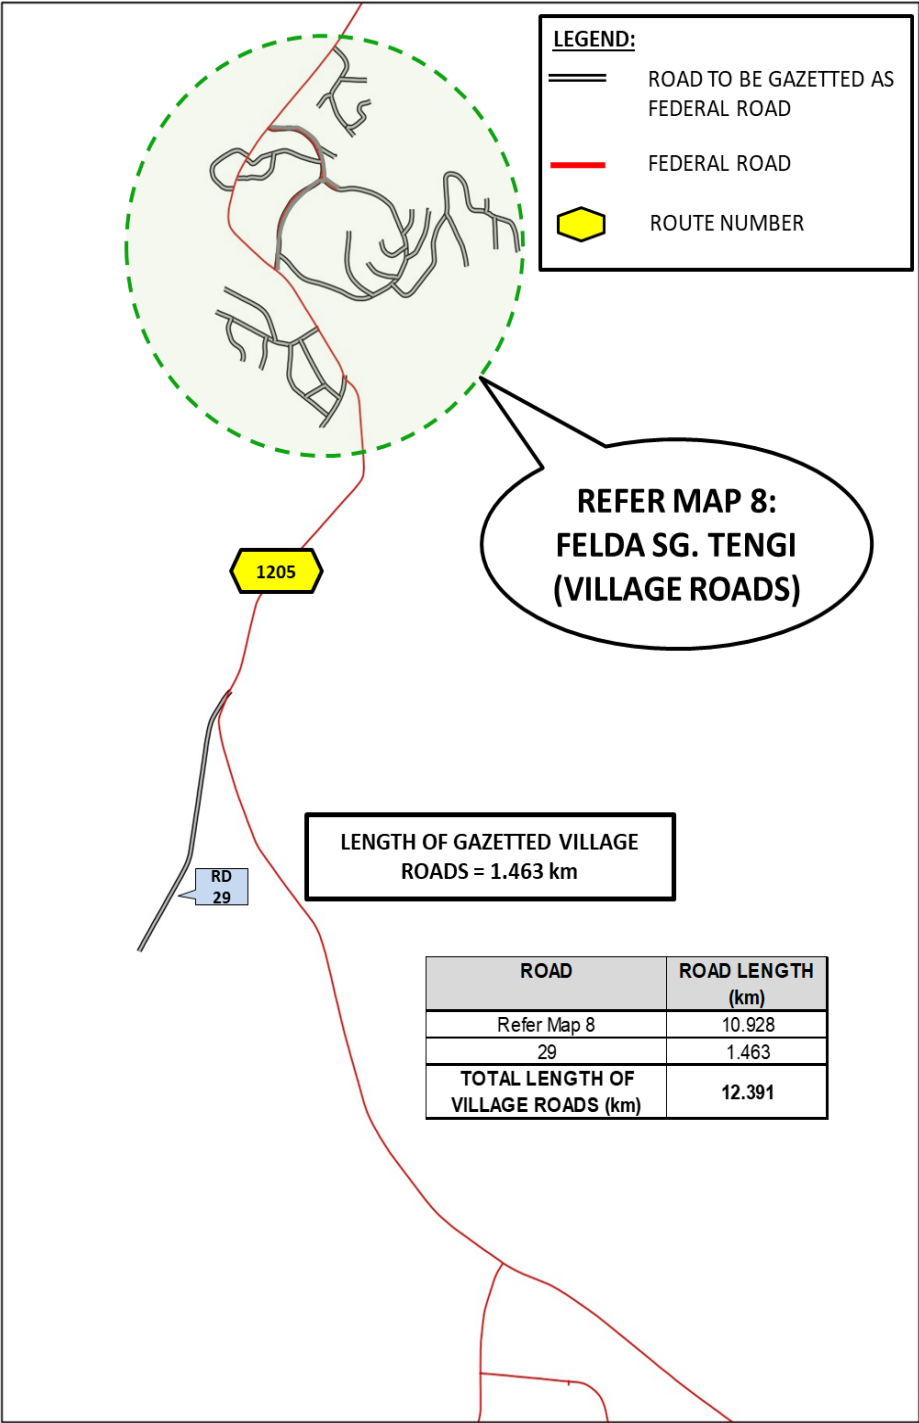 LEGEND:
ROAD TO BE GAZETTED AS
FEDERAL ROAD
FEDERAL ROAD
ROUTE NUMBER
REFER MAP 8:
FELDA SG. TENGI
(VILLAGE ROADS)
1205
LENGTH OF GAZETTED VILLAGE
ROADS = 1.463 km
RD
29
ROAD ROAD LENGTH
(km)
Refer Map 8 10.928
29 1.463
TOTAL LENGTH OF
VILLAGE ROADS (km) 12.391